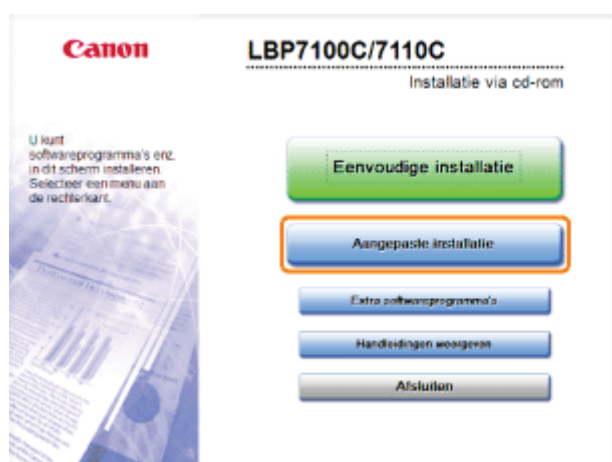 Canon
LBP7100C/7110C
Installatie via cd-rom
U kunt
softwareprogramma's enz.
in dit scherm installeren.
Selecteer een menu aan
de rechterkant.
Eenvoudige installatie
Aangepaste installatie
Extra softwareprogramma's
Handleidingen weergeven
Afsluiten